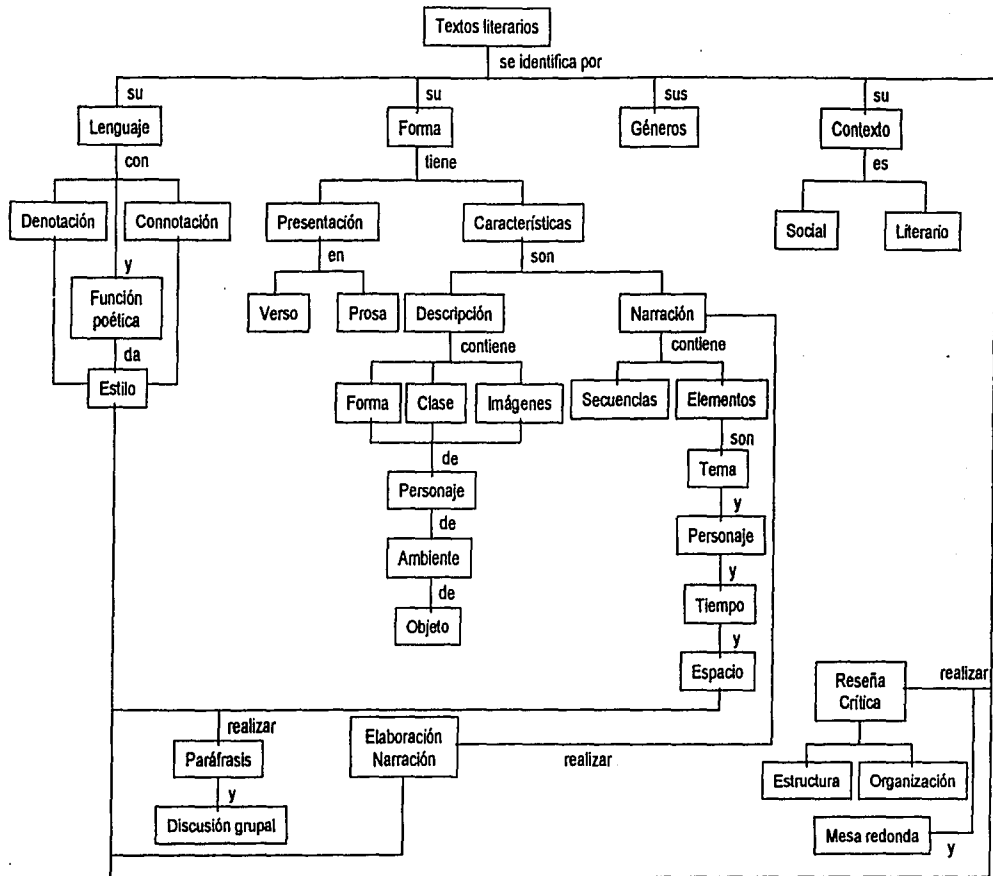 Textos literarios
se identifica por
su
su
sus
su
Lenguaje
Forma
Géneros
Contexto
con
tiene
es
Denotación
Connotación
Presentación
Características
Social
Literario
y
en
son
Función
poética
Verso
Prosa
Descripción
Narración
da
contiene
contiene
Estilo
Forma
Clase
Imágenes
Secuencias
Elementos
de
son
Personaje
Tema
de
y
Ambiente
Personaje
de
y
Objeto
Tiempo
y
Espacio
Reseña
Crítica
realizar
realizar
Elaboración
Narración
realizar
Paráfrasis
Estructura
Organización
y
Discusión grupal
Mesa redonda
y